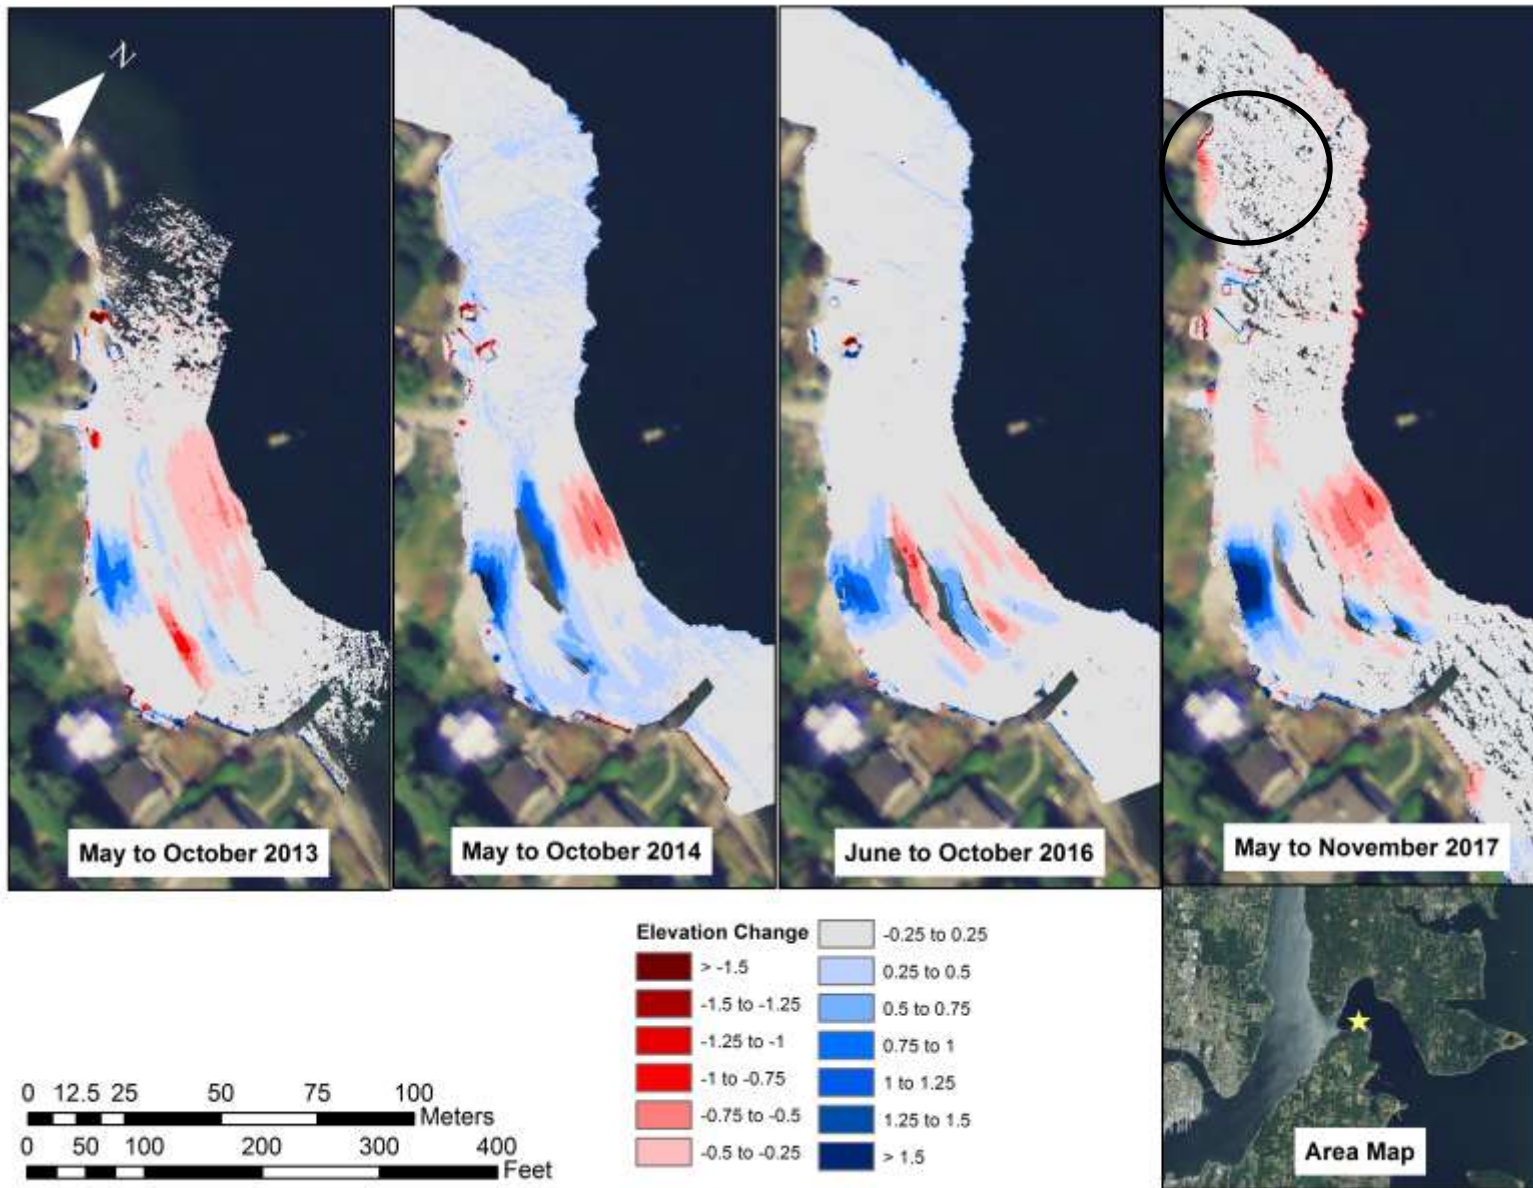 N
May to October 2013
May to October 2014
June to October 2016
May to November 2017
Elevation Change
> -1.5
-1.5 to -1.25
-1.25 to -1
-1 to -0.75
-0.75 to -0.5
-0.5 to -0.25
-0.25 to 0.25
0.25 to 0.5
0.5 to 0.75
0.75 to 1
1 to 1.25
1.25 to 1.5
> 1.5
0 12.5 25 50 75 100
Meters
0 50 100 200 300 400
Feet
Area Map